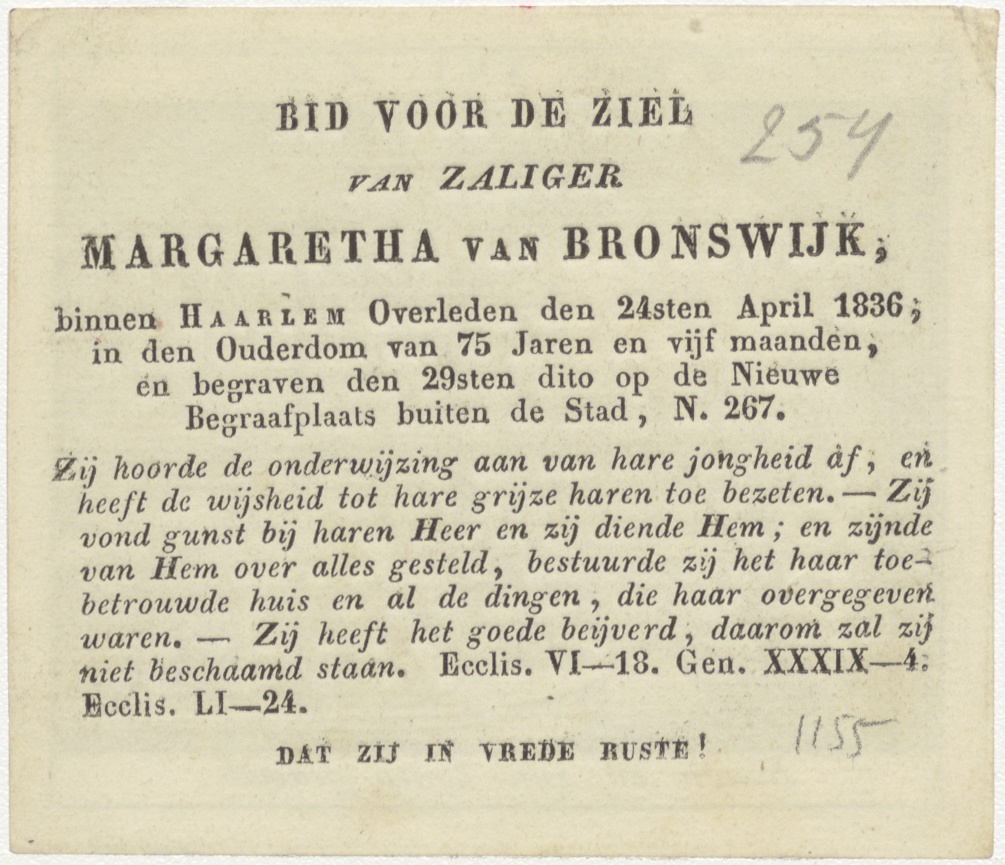 BID VOOR DE ZIEL
254
VAN ZALIGER
MARGARETHA VAN BRONSWIJK,
binnen HAARLEM Overleden den 24sten April 1836,
in den Ouderdom van 75 Jaren en vijf maanden,
en begraven den 29sten dito op de Nieuwe
Begraafplaats buiten de Stad, N. 267.
Zij hoorde de onderwijzing aan van hare jongheid af, en
heeft de wijsheid tot hare grijze haren toe bezeten. — Zij
vond gunst bij haren Heer en zij diende Hem; en zijnde
van Hem over alles gesteld, bestuurde zij het haar toe-
betrouwde huis en al de dingen, die haar overgegeven
waren. — Zij heeft het goede beijverd, daarom zal zij
niet beschaamd staan. Ecclis. VI—18. Gen. XXXIX—4.
Ecclis. LI—24.
1155
DAT ZIJ IN VREDE RUSTE!